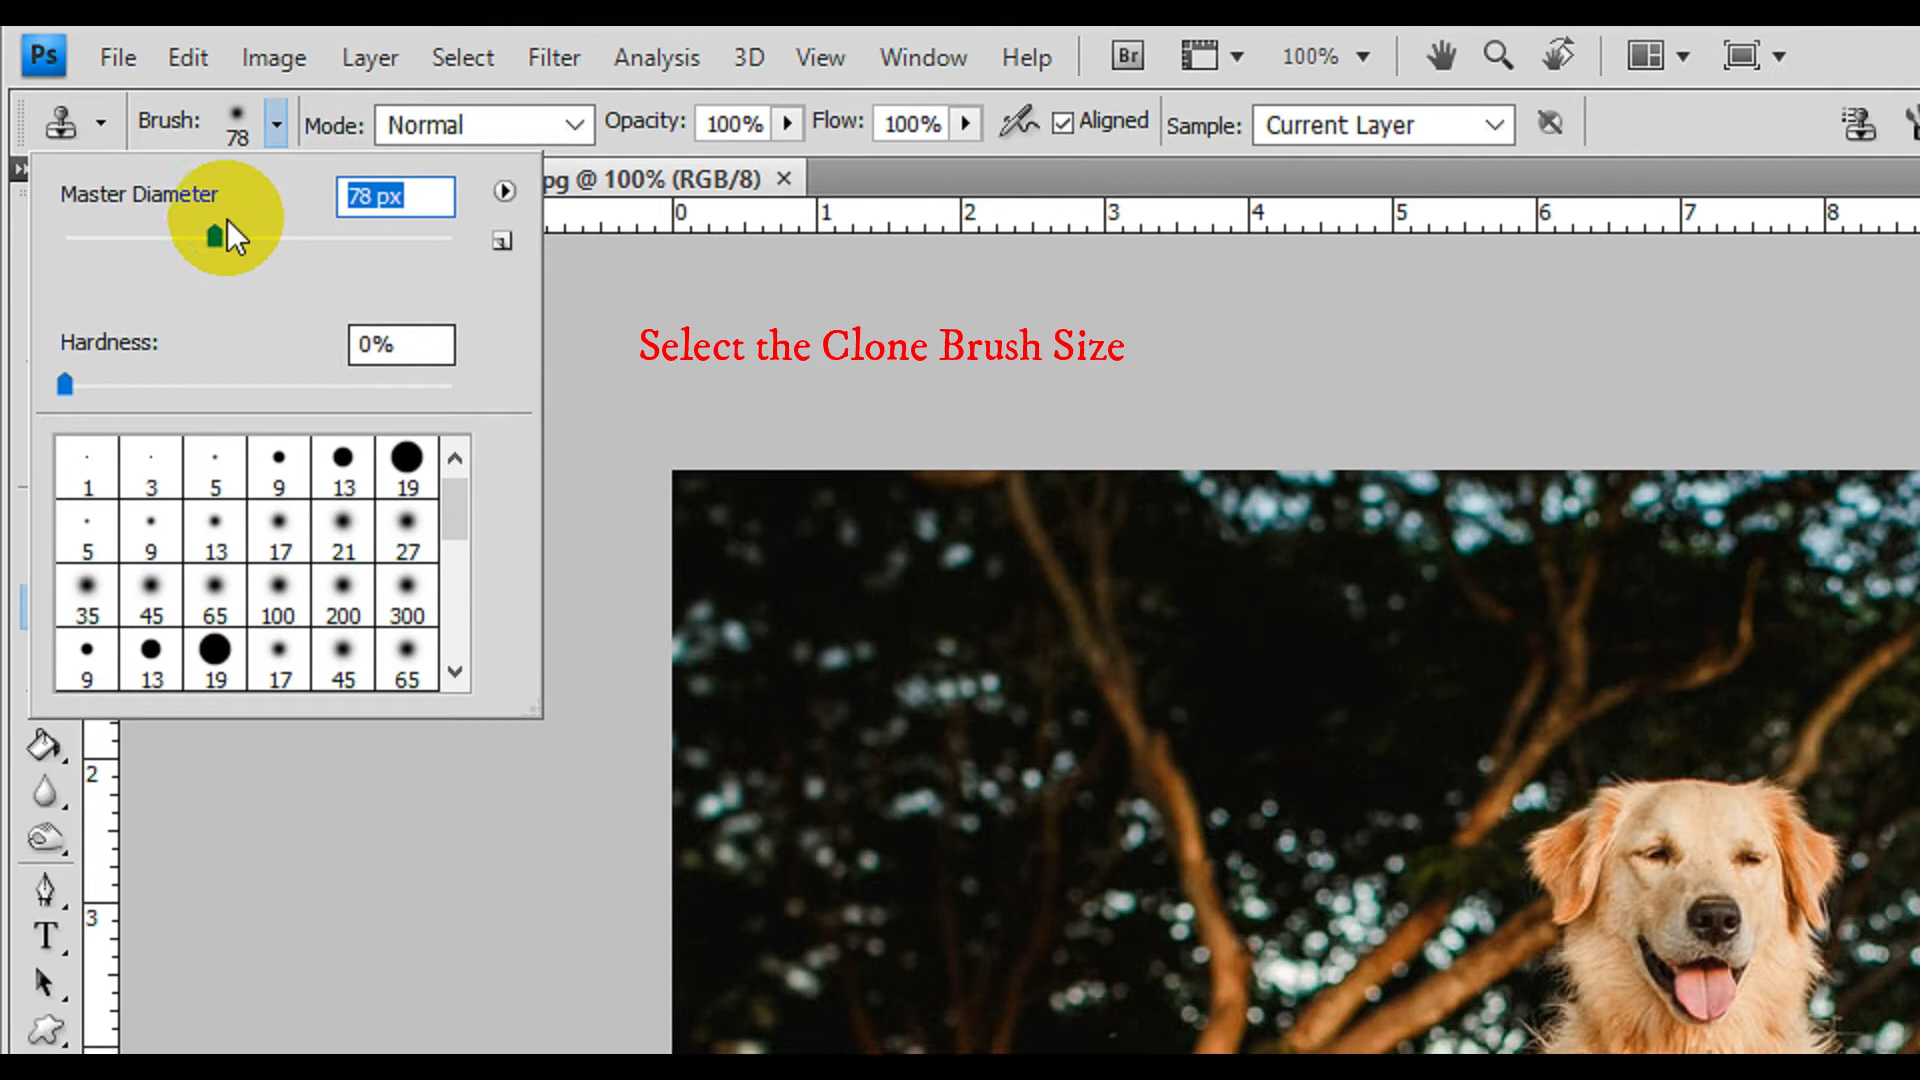 Ps File Edit Image Layer Select Filter Analysis 3D View Window Help Br 100%
Brush: 78 Mode: Normal Opacity: 100% Flow: 100% Aligned Sample: Current Layer
Master Diameter 78 px
pg @ 100% (RGB/8) ×
0 1 2 3 4 5 6 7 8
Hardness: 0%
Select the Clone Brush Size
1 3 5 9 13 19
5 9 13 17 21 27
35 45 65 100 200 300
9 13 19 17 45 65
2
3
T